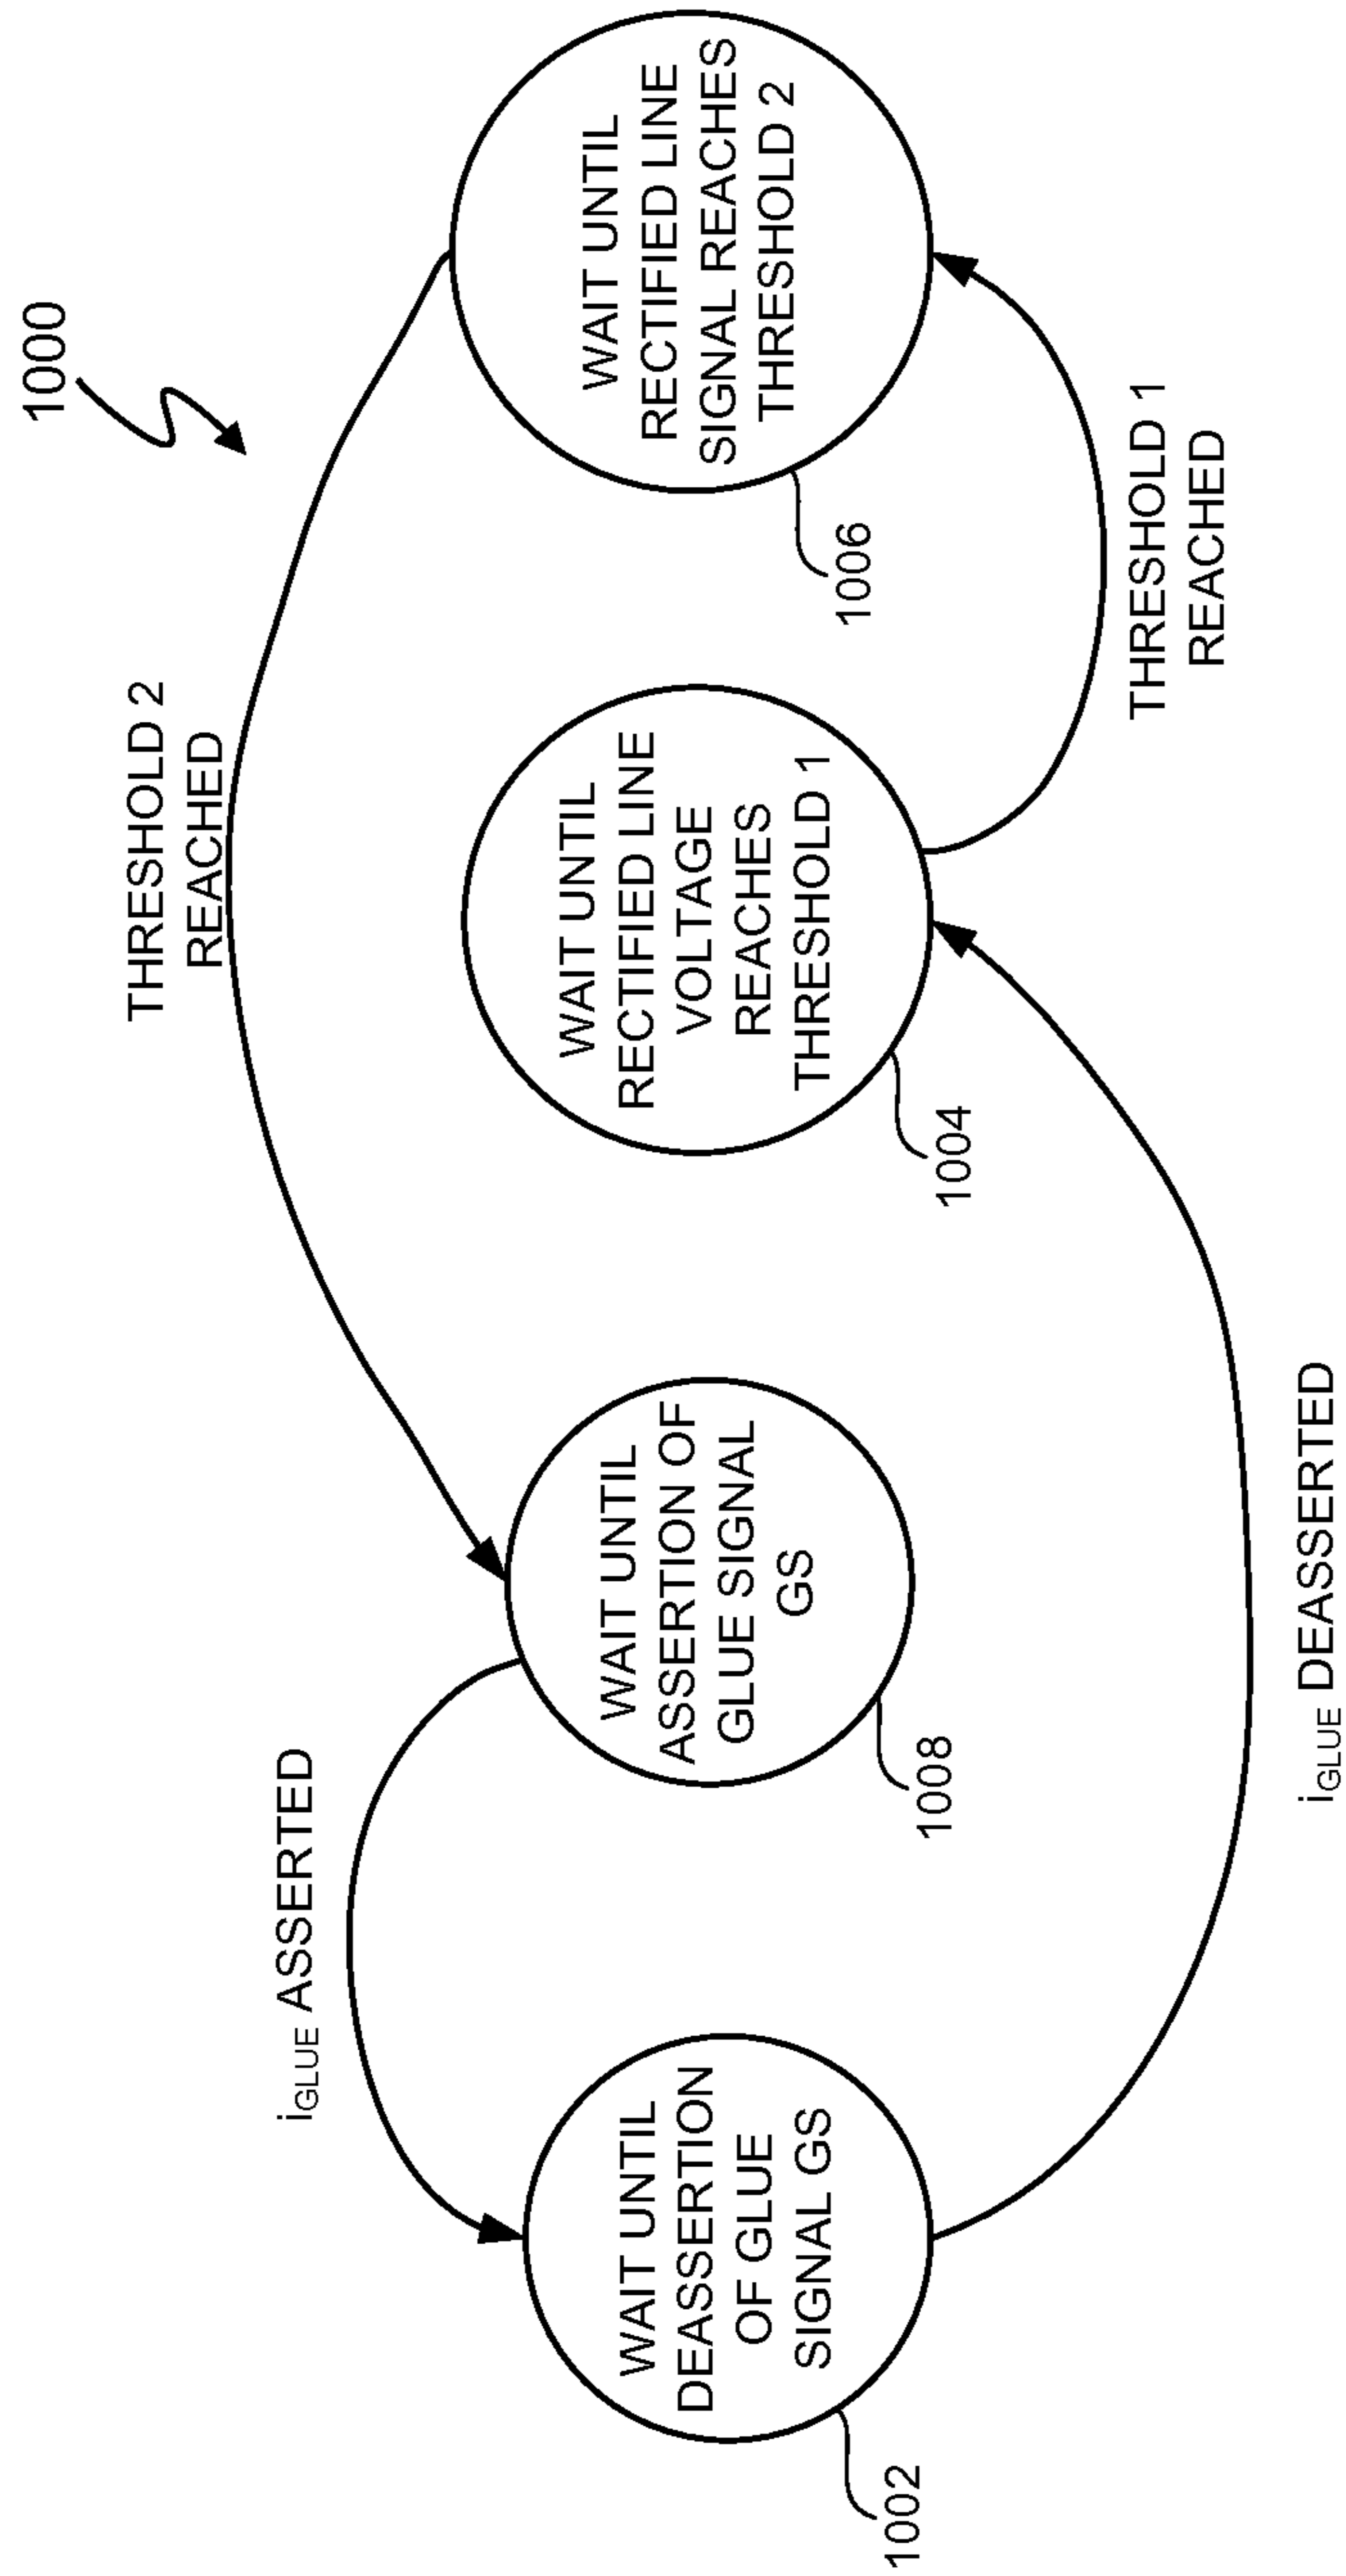 1000
THRESHOLD 2
REACHED
iGLUE ASSERTED
WAIT UNTIL
DEASSERTION
OF GLUE
SIGNAL GS
1002
WAIT UNTIL
ASSERTION OF
GLUE SIGNAL
GS
1008
WAIT UNTIL
RECTIFIED LINE
VOLTAGE
REACHES
THRESHOLD 1
1004
WAIT UNTIL
RECTIFIED LINE
SIGNAL REACHES
THRESHOLD 2
1006
THRESHOLD 1
REACHED
iGLUE DEASSERTED